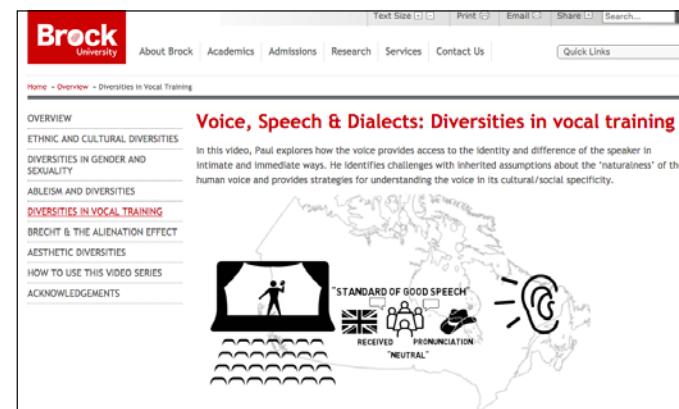 Text Size + -
Print
Email
Share +
Search...
Brock
University
About Brock
Academics
Admissions
Research
Services
Contact Us
Quick Links
Home » Overview » Diversities in Vocal Training
OVERVIEW
ETHNIC AND CULTURAL DIVERSITIES
DIVERSITIES IN GENDER AND
SEXUALITY
ABLEISM AND DIVERSITIES
DIVERSITIES IN VOCAL TRAINING
BRECHT & THE ALIENATION EFFECT
AESTHETIC DIVERSITIES
HOW TO USE THIS VIDEO SERIES
ACKNOWLEDGEMENTS
Voice, Speech & Dialects: Diversities in vocal training
In this video, Paul explores how the voice provides access to the identity and difference of the speaker in
intimate and immediate ways. He identifies challenges with inherited assumptions about the ‘naturalness’ of the
human voice and provides strategies for understanding the voice in its cultural/social specificity.
"STANDARD OF GOOD SPEECH"
RECEIVED PRONUNCIATION
"NEUTRAL"